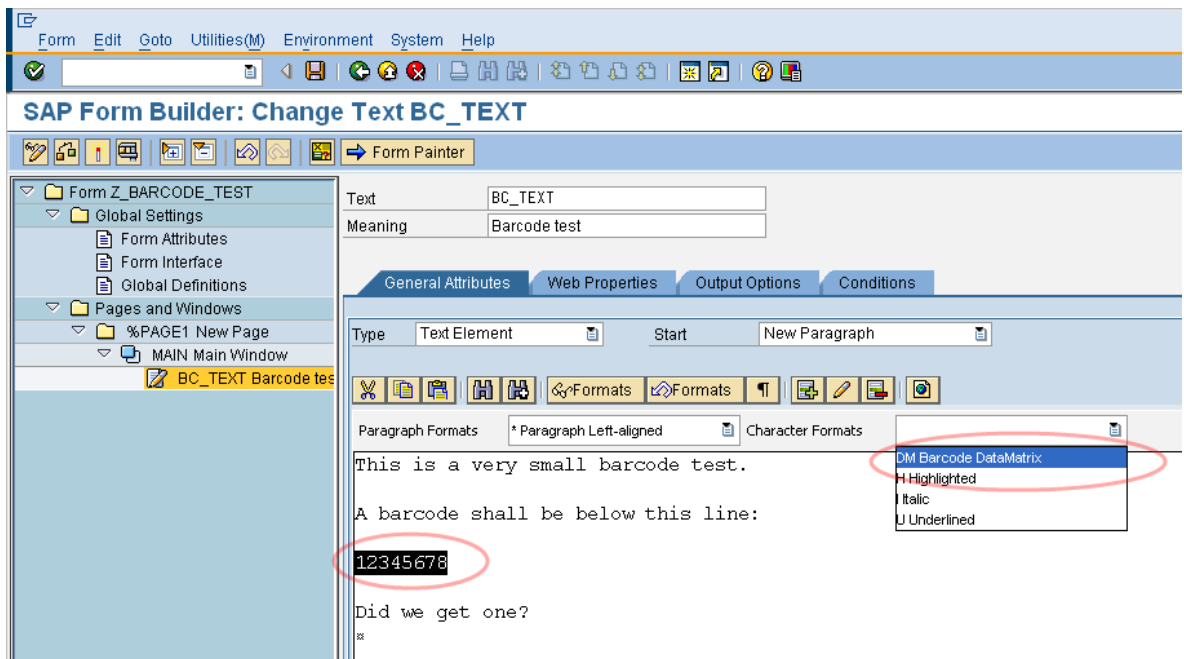 Form Edit Goto Utilities(M) Environment System Help
SAP Form Builder: Change Text BC_TEXT
Form Painter
Form Z_BARCODE_TEST
Global Settings
Form Attributes
Form Interface
Global Definitions
Pages and Windows
%PAGE1 New Page
MAIN Main Window
BC_TEXT Barcode tes
Text BC_TEXT
Meaning Barcode test
General Attributes Web Properties Output Options Conditions
Type Text Element Start New Paragraph
Formats Formats
Paragraph Formats * Paragraph Left-aligned Character Formats
DM Barcode DataMatrix
H Highlighted
I Italic
U Underlined
This is a very small barcode test.
A barcode shall be below this line:
12345678
Did we get one?